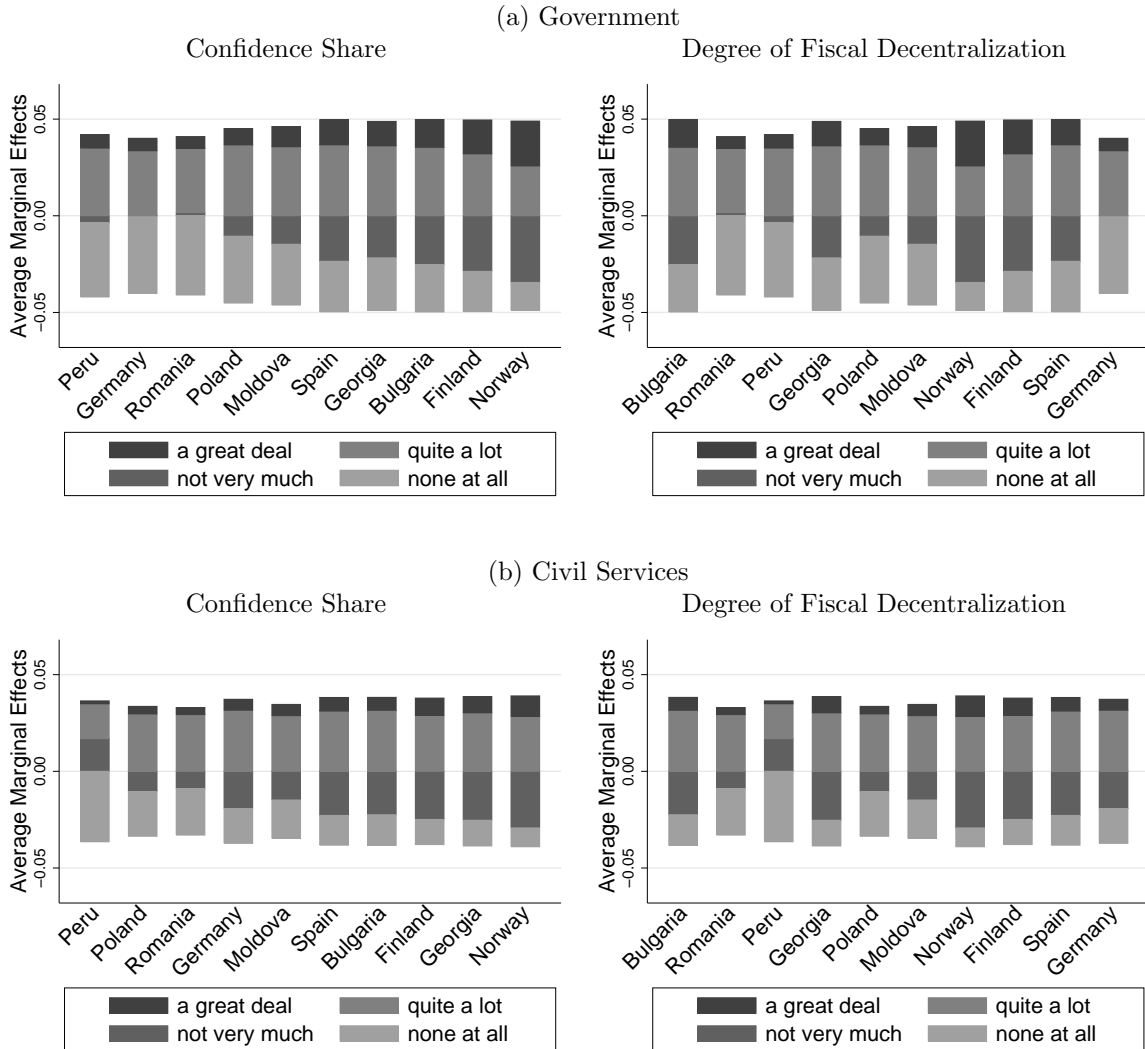 (a) Government
Confidence Share
Degree of Fiscal Decentralization
Average Marginal Effects
0.05
0.00
−0.05
Peru
Germany
Romania
Poland
Moldova
Spain
Georgia
Bulgaria
Finland
Norway
a great deal
quite a lot
not very much
none at all
Average Marginal Effects
0.05
0.00
−0.05
Bulgaria
Romania
Peru
Georgia
Poland
Moldova
Norway
Finland
Spain
Germany
a great deal
quite a lot
not very much
none at all
(b) Civil Services
Confidence Share
Degree of Fiscal Decentralization
Average Marginal Effects
0.05
0.00
−0.05
Peru
Poland
Romania
Germany
Moldova
Spain
Bulgaria
Finland
Georgia
Norway
a great deal
quite a lot
not very much
none at all
Average Marginal Effects
0.05
0.00
−0.05
Bulgaria
Romania
Peru
Georgia
Poland
Moldova
Norway
Finland
Spain
Germany
a great deal
quite a lot
not very much
none at all